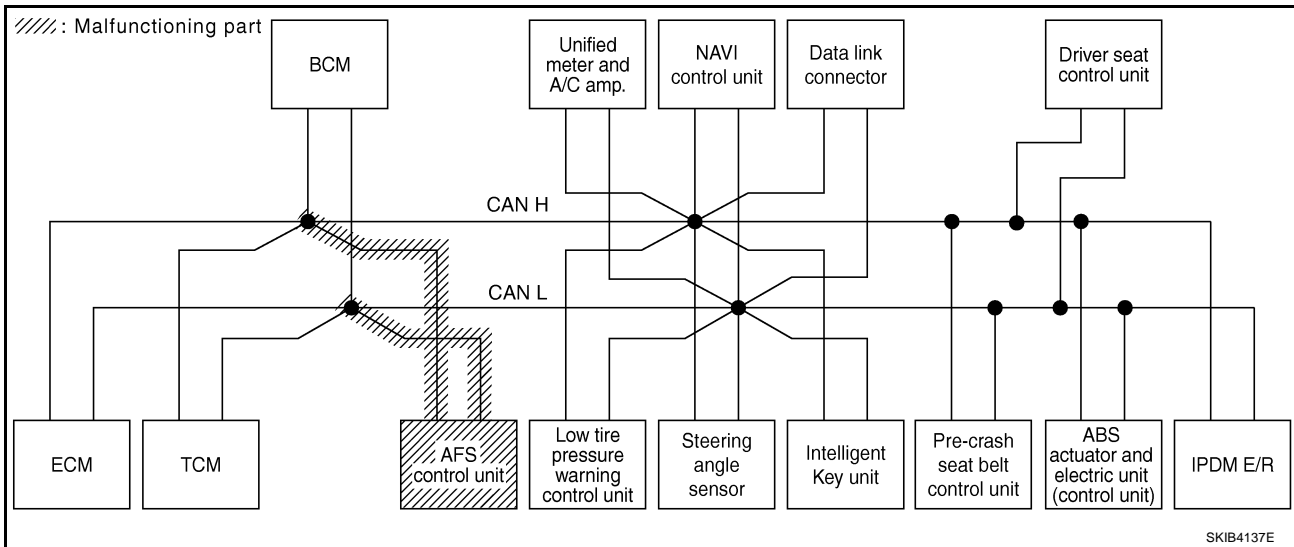 : Malfunctioning part
BCM
Unified
meter and
A/C amp.
NAVI
control unit
Data link
connector
Driver seat
control unit
CAN H
CAN L
ECM
TCM
AFS
control unit
Low tire
pressure
warning
control unit
Steering
angle
sensor
Intelligent
Key unit
Pre-crash
seat belt
control unit
ABS
actuator and
electric unit
(control unit)
IPDM E/R
SKIB4137E